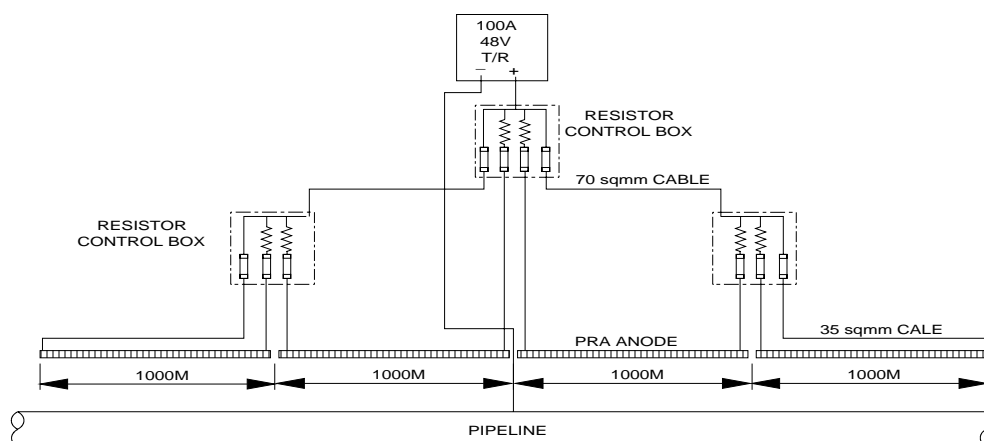 100A
48V
T/R
− +
RESISTOR
CONTROL BOX
70 sqmm CABLE
RESISTOR
CONTROL BOX
35 sqmm CALE
PRA ANODE
1000M 1000M 1000M 1000M
PIPELINE